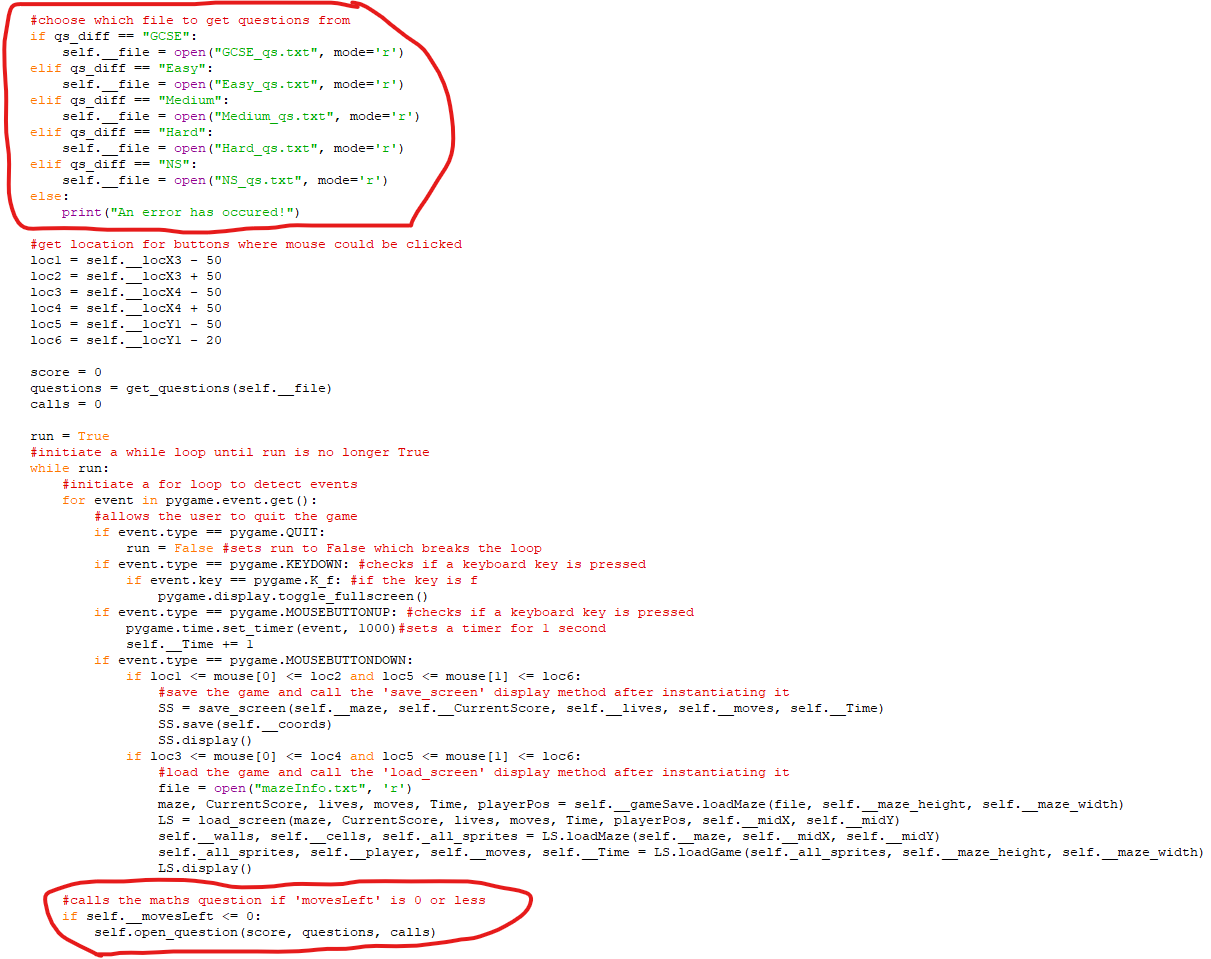 #choose which file to get questions from
if qs_diff == "GCSE":
    self.__file = open("GCSE_qs.txt", mode='r')
elif qs_diff == "Easy":
    self.__file = open("Easy_qs.txt", mode='r')
elif qs_diff == "Medium":
    self.__file = open("Medium_qs.txt", mode='r')
elif qs_diff == "Hard":
    self.__file = open("Hard_qs.txt", mode='r')
elif qs_diff == "NS":
    self.__file = open("NS_qs.txt", mode='r')
else:
    print("An error has occured!")
#get location for buttons where mouse could be clicked
loc1 = self.__locX3 - 50
loc2 = self.__locX3 + 50
loc3 = self.__locX4 - 50
loc4 = self.__locX4 + 50
loc5 = self.__locY1 - 50
loc6 = self.__locY1 - 20
score = 0
questions = get_questions(self.__file)
calls = 0
run = True
#initiate a while loop until run is no longer True
while run:
    #initiate a for loop to detect events
    for event in pygame.event.get():
        #allows the user to quit the game
        if event.type == pygame.QUIT:
            run = False #sets run to False which breaks the loop
        if event.type == pygame.KEYDOWN: #checks if a keyboard key is pressed
            if event.key == pygame.K_f: #if the key is f
                pygame.display.toggle_fullscreen()
        if event.type == pygame.MOUSEBUTTONUP: #checks if a keyboard key is pressed
            pygame.time.set_timer(event, 1000)#sets a timer for 1 second
            self.__Time += 1
        if event.type == pygame.MOUSEBUTTONDOWN:
            if loc1 <= mouse[0] <= loc2 and loc5 <= mouse[1] <= loc6:
                #save the game and call the 'save_screen' display method after instantiating it
                SS = save_screen(self.__maze, self.__CurrentScore, self.__lives, self.__moves, self.__Time)
                SS.save(self.__coords)
                SS.display()
            if loc3 <= mouse[0] <= loc4 and loc5 <= mouse[1] <= loc6:
                #load the game and call the 'load_screen' display method after instantiating it
                file = open("mazeInfo.txt", 'r')
                maze, CurrentScore, lives, moves, Time, playerPos = self.__gameSave.loadMaze(file, self.__maze_height, self.__maze_width)
                LS = load_screen(maze, CurrentScore, lives, moves, Time, playerPos, self.__midX, self.__midY)
                self.__walls, self.__cells, self._all_sprites = LS.loadMaze(self.__maze, self.__midX, self.__midY)
                self._all_sprites, self.__player, self.__moves, self.__Time = LS.loadGame(self._all_sprites, self.__maze_height, self.__maze_width)
                LS.display()
    #calls the maths question if 'movesLeft' is 0 or less
    if self.__movesLeft <= 0:
        self.open_question(score, questions, calls)